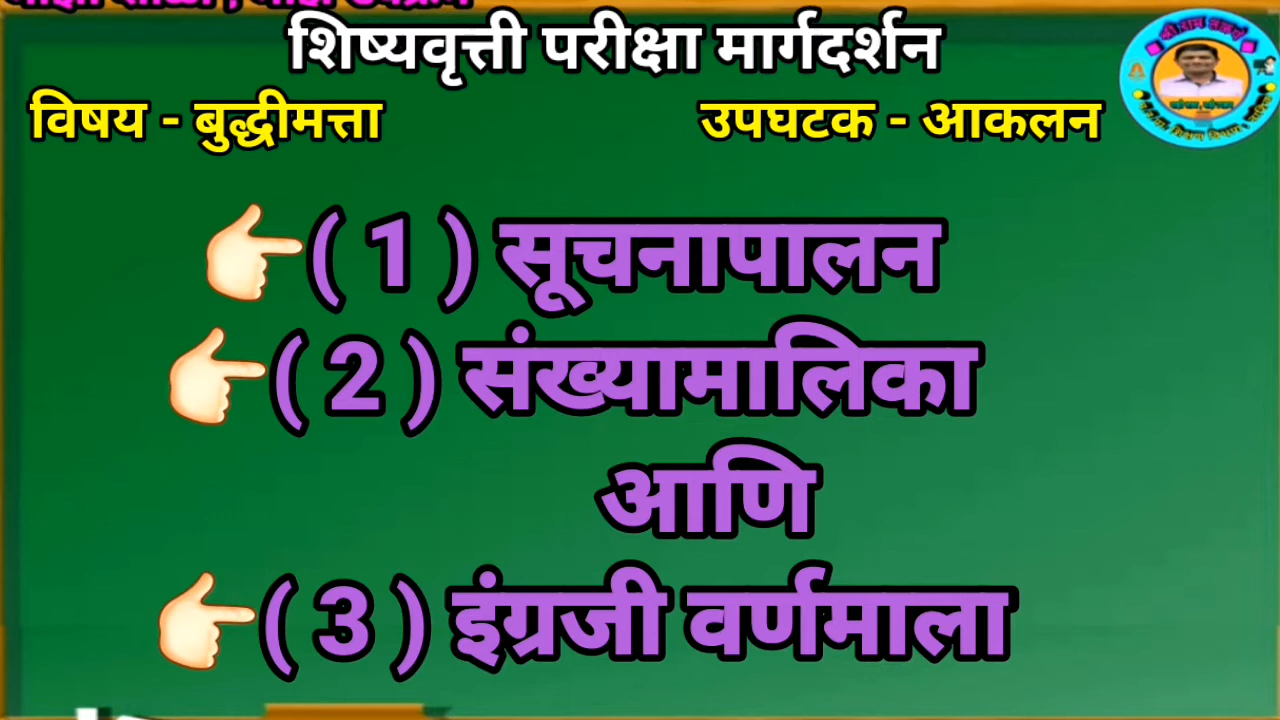 शिष्यवृत्ती परीक्षा मार्गदर्शन
विषय - बुद्धीमत्ता
उपघटक - आकलन
( 1 ) सूचनापालन
( 2 ) संख्यामालिका
आणि
( 3 ) इंग्रजी वर्णमाला